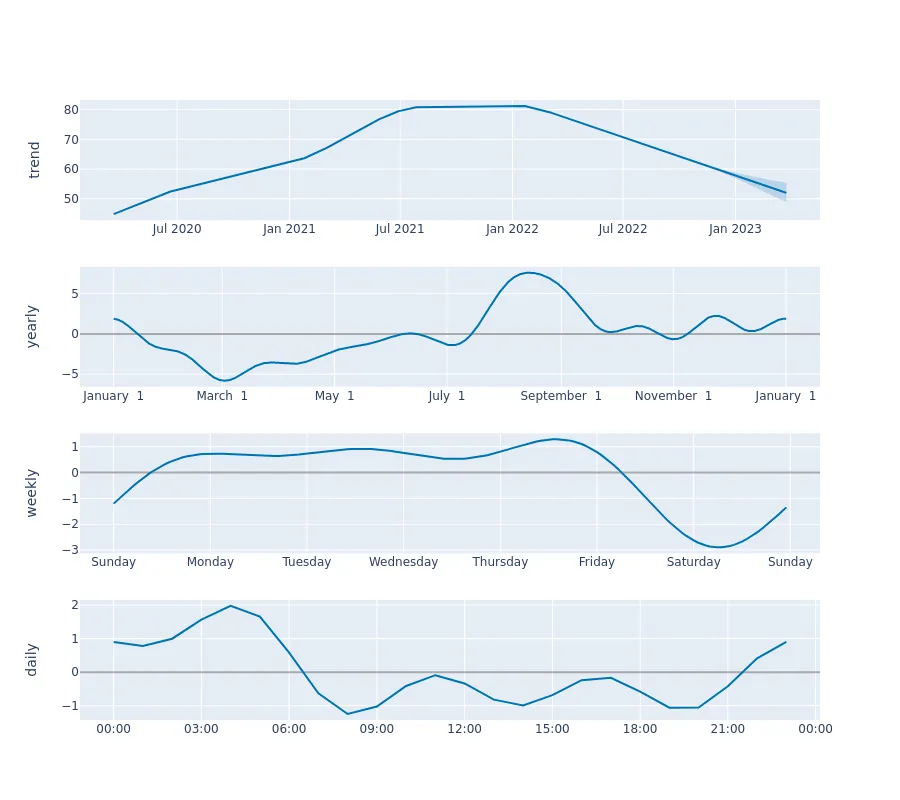 trend
80
70
60
50
Jul 2020 Jan 2021 Jul 2021 Jan 2022 Jul 2022 Jan 2023
yearly
5
0
−5
January 1 March 1 May 1 July 1 September 1 November 1 January 1
weekly
1
0
−1
−2
−3
Sunday Monday Tuesday Wednesday Thursday Friday Saturday Sunday
daily
2
1
0
−1
00:00 03:00 06:00 09:00 12:00 15:00 18:00 21:00 00:00